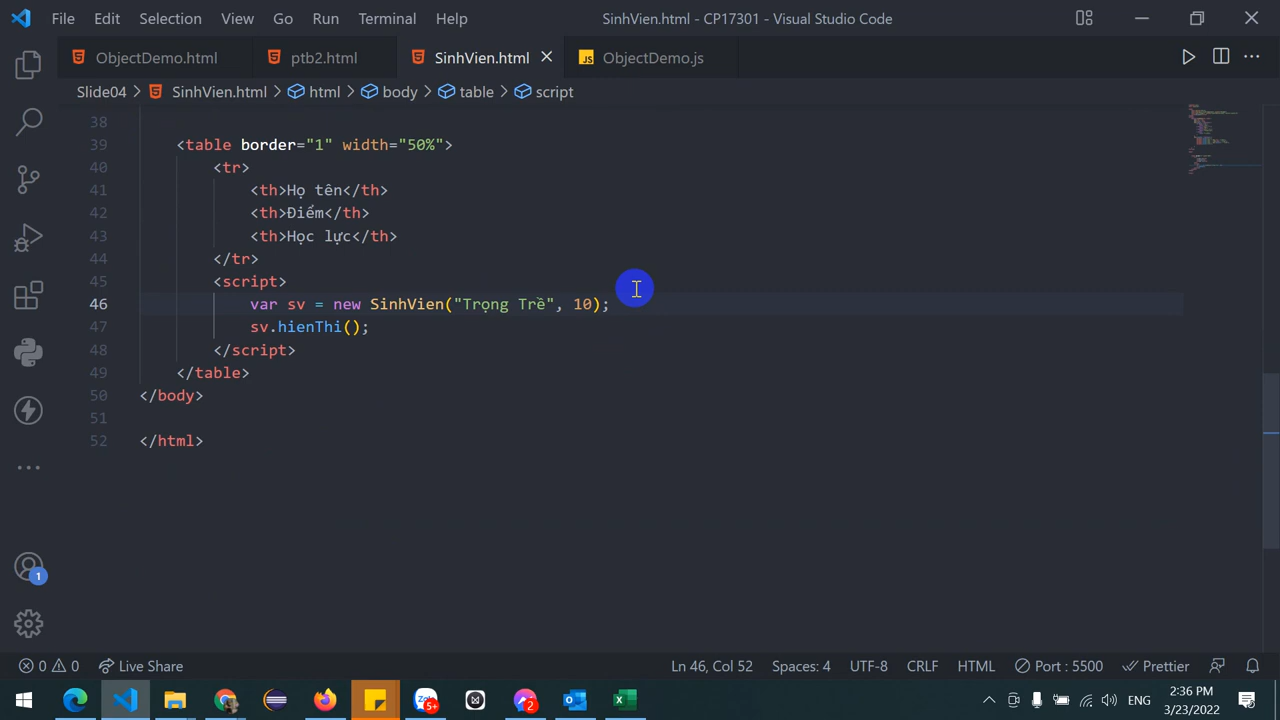 File Edit Selection View Go Run Terminal Help SinhVien.html - CP17301 - Visual Studio Code
ObjectDemo.html ptb2.html SinhVien.html JS ObjectDemo.js
Slide04 > SinhVien.html > html > body > table > script
38
39 <table border="1" width="50%">
40 <tr>
41 <th>Họ tên</th>
42 <th>Điểm</th>
43 <th>Học lực</th>
44 </tr>
45 <script>
46 var sv = new SinhVien("Trọng Trề", 10);
47 sv.hienThi();
48 </script>
49 </table>
50 </body>
51
52 </html>
1
0 0 Live Share Ln 46, Col 52 Spaces: 4 UTF-8 CRLF HTML Port : 5500 Prettier
Zalo 5+ 2 ENG 2:36 PM
3/23/2022